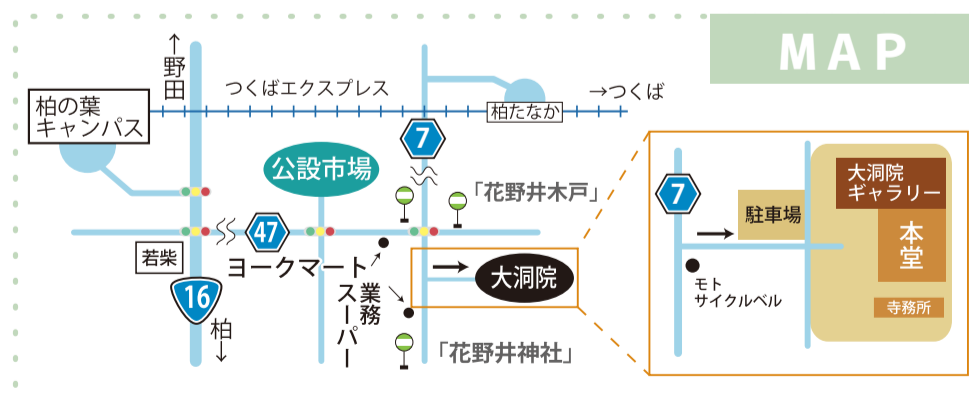 MAP
↑
野田
つくばエクスプレス
→つくば
柏の葉
キャンパス
柏たなか
7
公設市場
「花野井木戸」
47
若柴
ヨークマート
業務
スーパー
大洞院
16
柏
↓
「花野井神社」
7
駐車場
大洞院
ギャラリー
本堂
モト
サイクルベル
寺務所